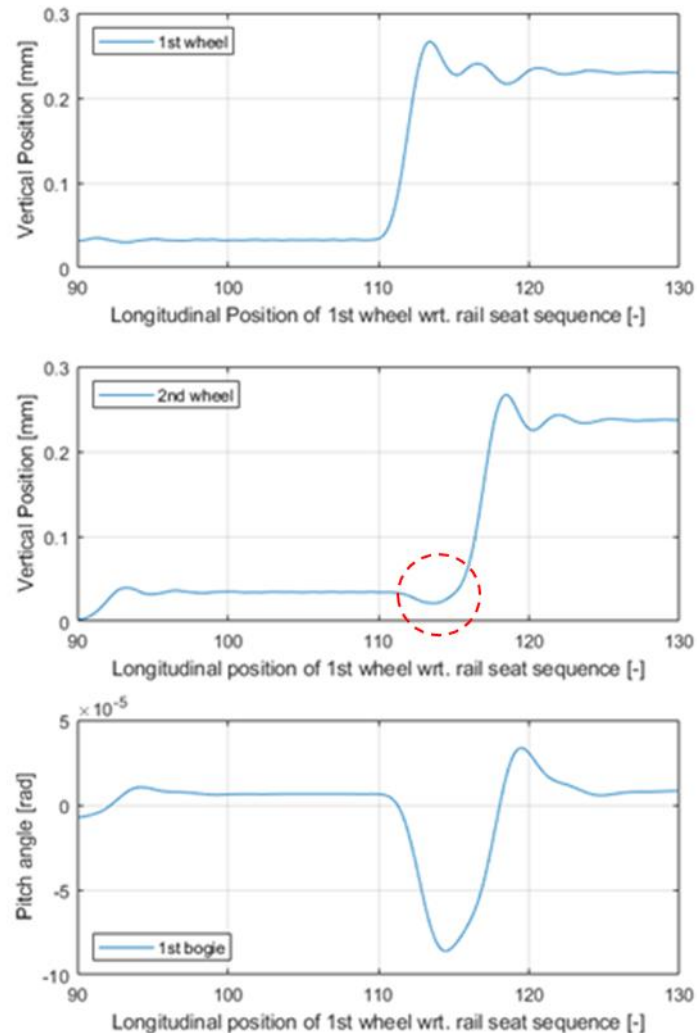 0.3
0.2
0.1
0
Vertical Position [mm]
1st wheel
90 100 110 120 130
Longitudinal Position of 1st wheel wrt. rail seat sequence [-]
0.3
0.2
0.1
0
Vertical Position [mm]
2nd wheel
90 100 110 120 130
Longitudinal position of 1st wheel wrt. rail seat sequence [-]
× 10⁻⁵
5
0
-5
-10
Pitch angle [rad]
1st bogie
90 100 110 120 130
Longitudinal position of 1st wheel wrt. rail seat sequence [-]